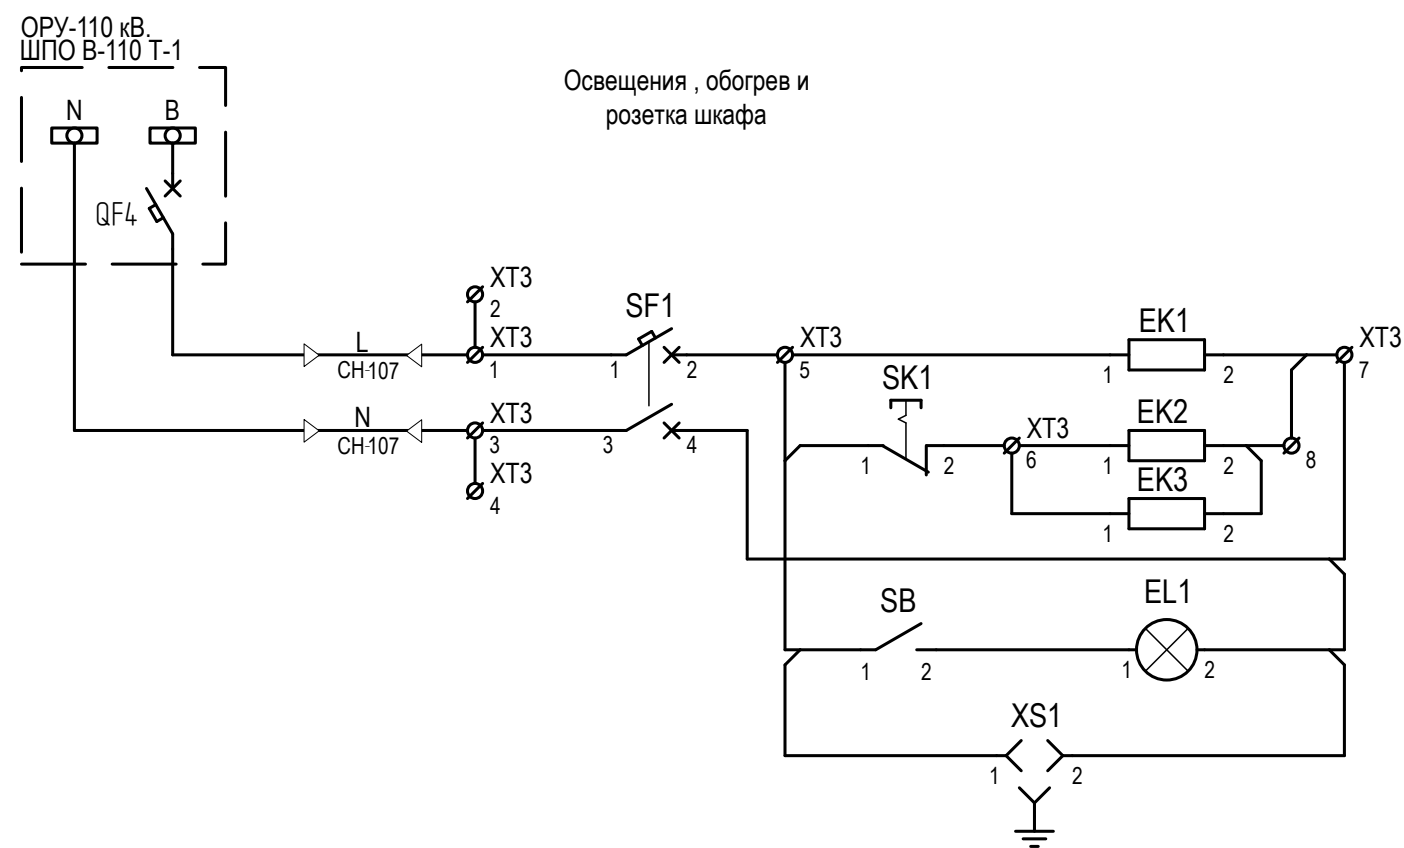 ОРУ-110 кВ.
ШПО В-110 Т-1
Освещения , обогрев и
розетка шкафа
N
B
QF4
XT3
2
XT3
1
L
CH-107
SF1
1
2
XT3
5
EK1
1
2
XT3
7
SK1
1
2
XT3
6
EK2
1
2
8
N
CH-107
XT3
3
3
4
XT3
4
EK3
1
2
SB
1
2
EL1
1
2
XS1
1
2